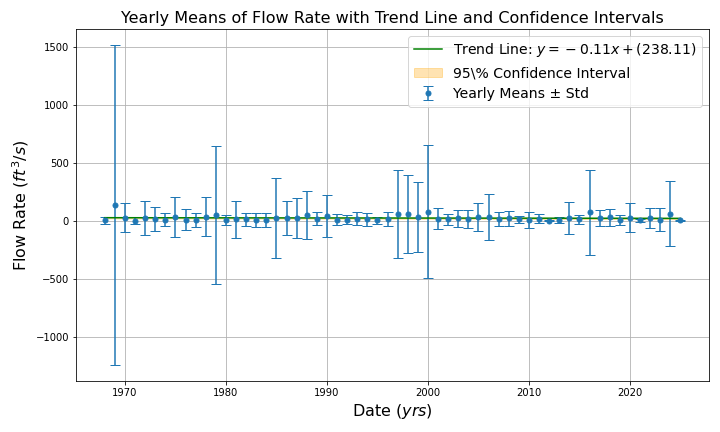 Yearly Means of Flow Rate with Trend Line and Confidence Intervals
Trend Line: y = −0.11x + (238.11)
95\% Confidence Interval
Yearly Means ± Std
Flow Rate (ft³/s)
1500
1000
500
0
−500
−1000
1970
1980
1990
2000
2010
2020
Date (yrs)